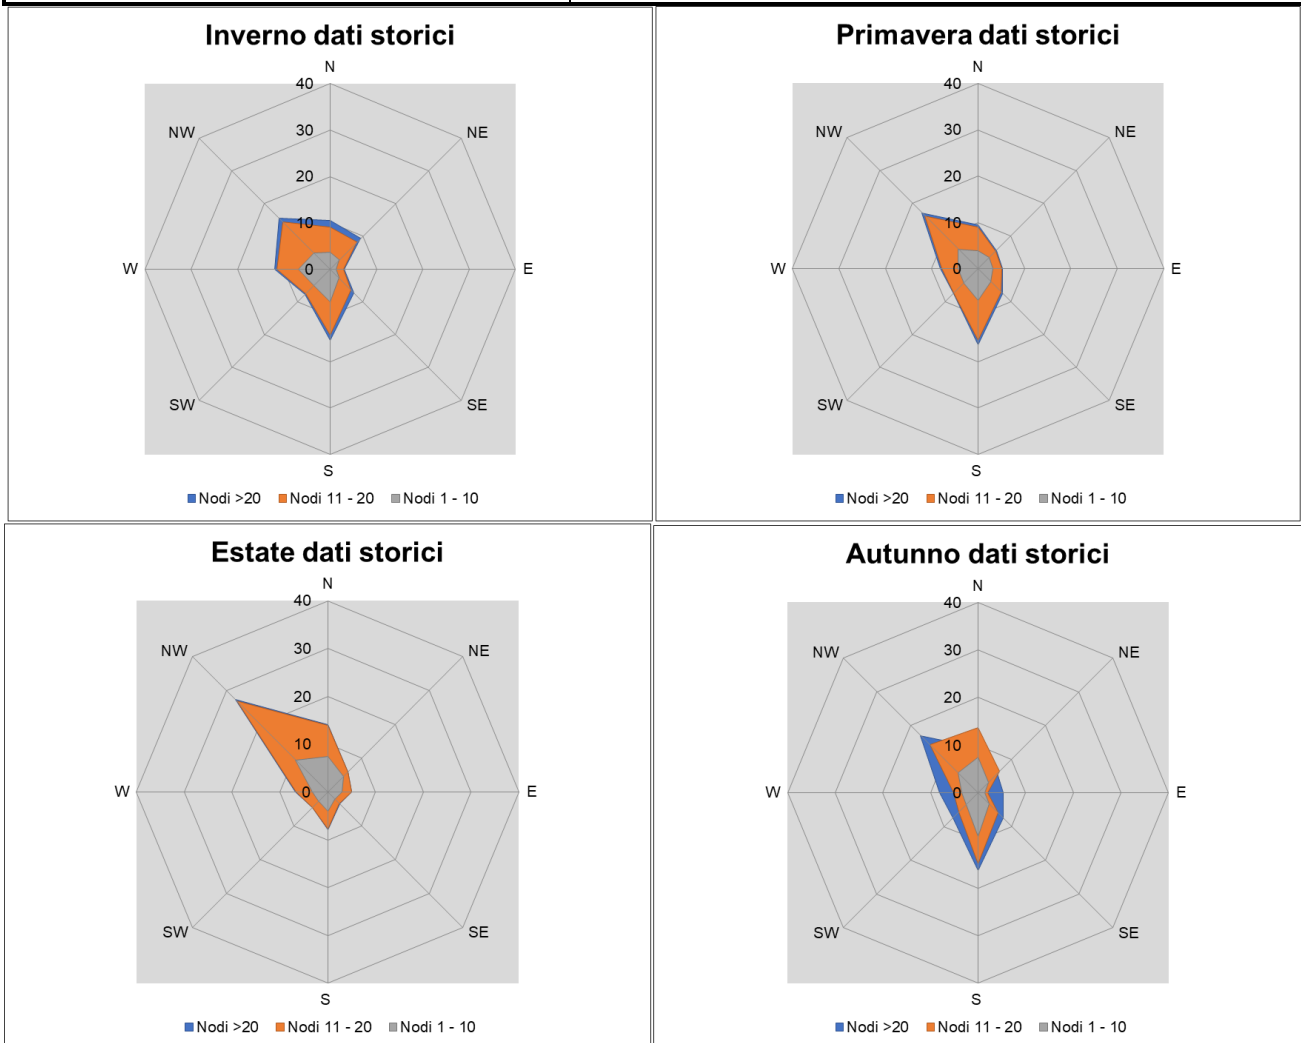 Inverno dati storici
N
40
30
20
10
0
NW
NE
W
E
SW
SE
S
Nodi >20 Nodi 11 - 20 Nodi 1 - 10
Primavera dati storici
N
40
30
20
10
0
NW
NE
W
E
SW
SE
S
Nodi >20 Nodi 11 - 20 Nodi 1 - 10
Estate dati storici
N
40
30
20
10
0
NW
NE
W
E
SW
SE
S
Nodi >20 Nodi 11 - 20 Nodi 1 - 10
Autunno dati storici
N
40
30
20
10
0
NW
NE
W
E
SW
SE
S
Nodi >20 Nodi 11 - 20 Nodi 1 - 10